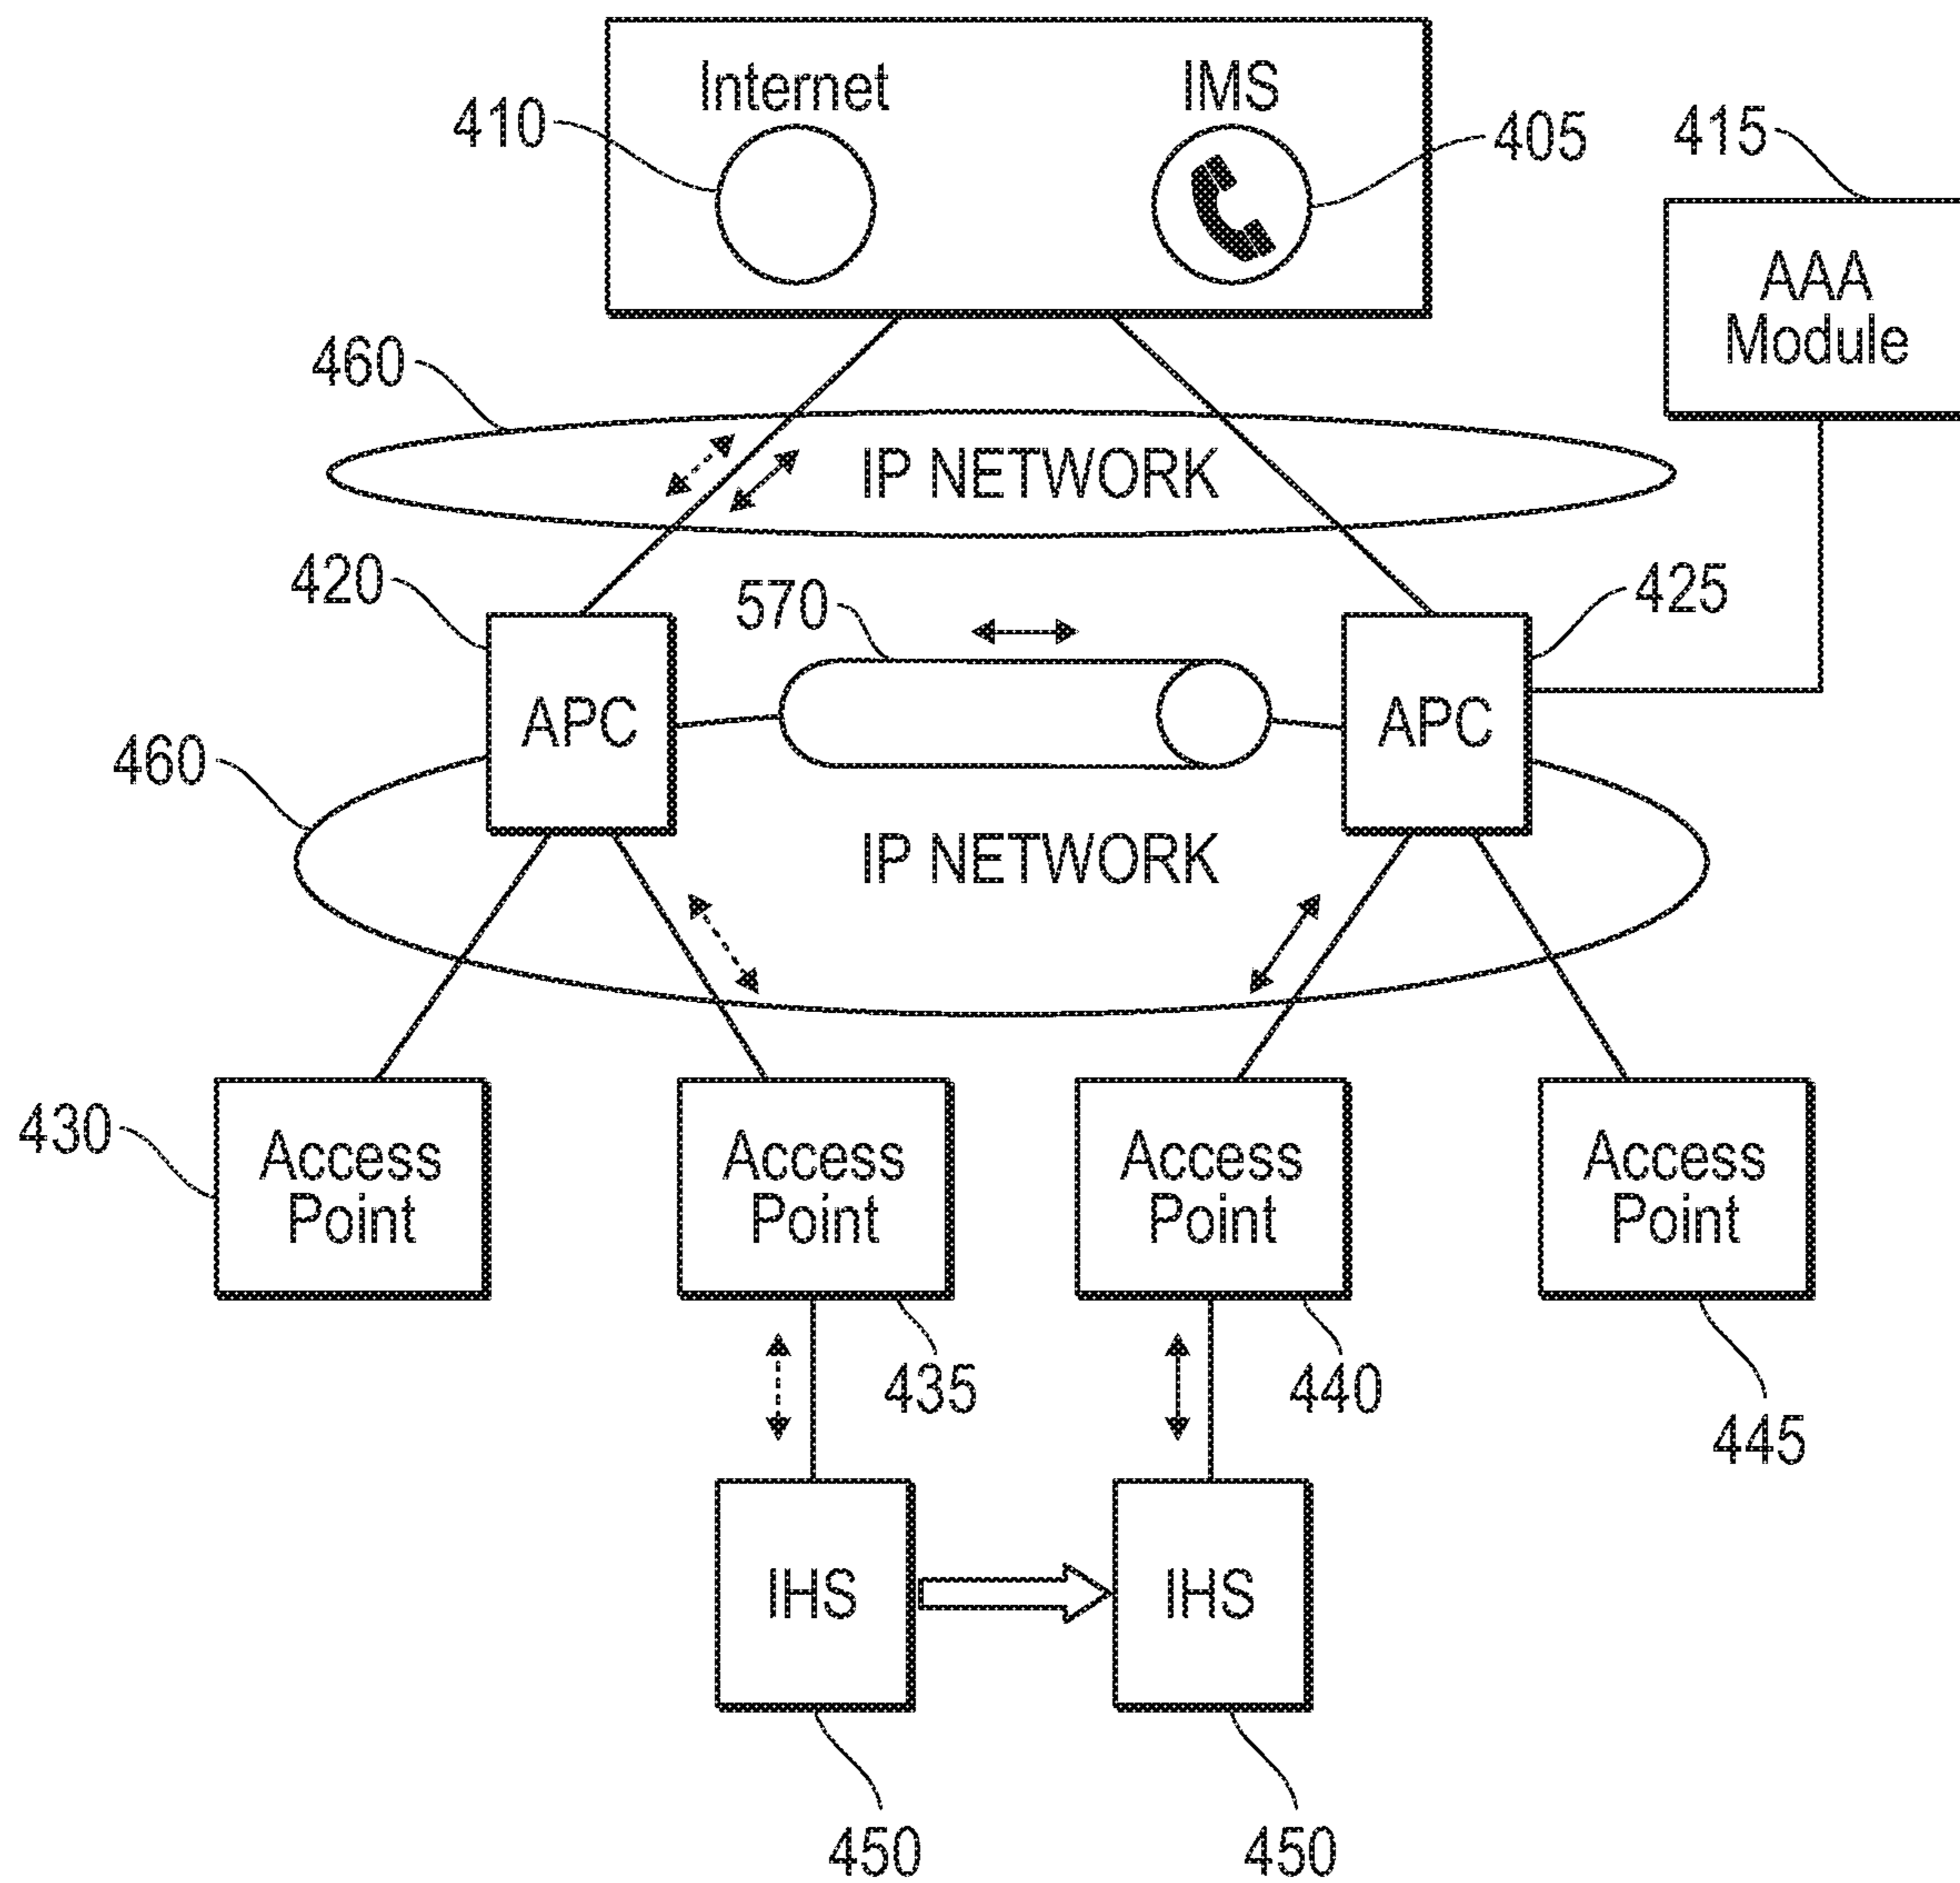 Internet
IMS
410
405
415
AAA
Module
460
IP NETWORK
420
570
425
APC
APC
460
IP NETWORK
430
Access
Point
Access
Point
Access
Point
Access
Point
435
440
445
IHS
IHS
450
450